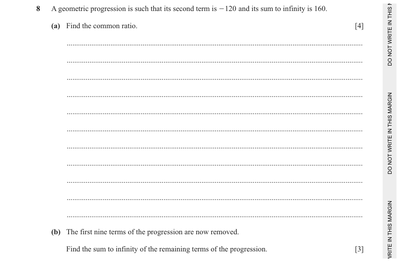 8 A geometric progression is such that its second term is −120 and its sum to infinity is 160.
(a) Find the common ratio. [4]
(b) The first nine terms of the progression are now removed.
Find the sum to infinity of the remaining terms of the progression. [3]
DO NOT WRITE IN THIS
DO NOT WRITE IN THIS MARGIN
WRITE IN THIS MARGIN